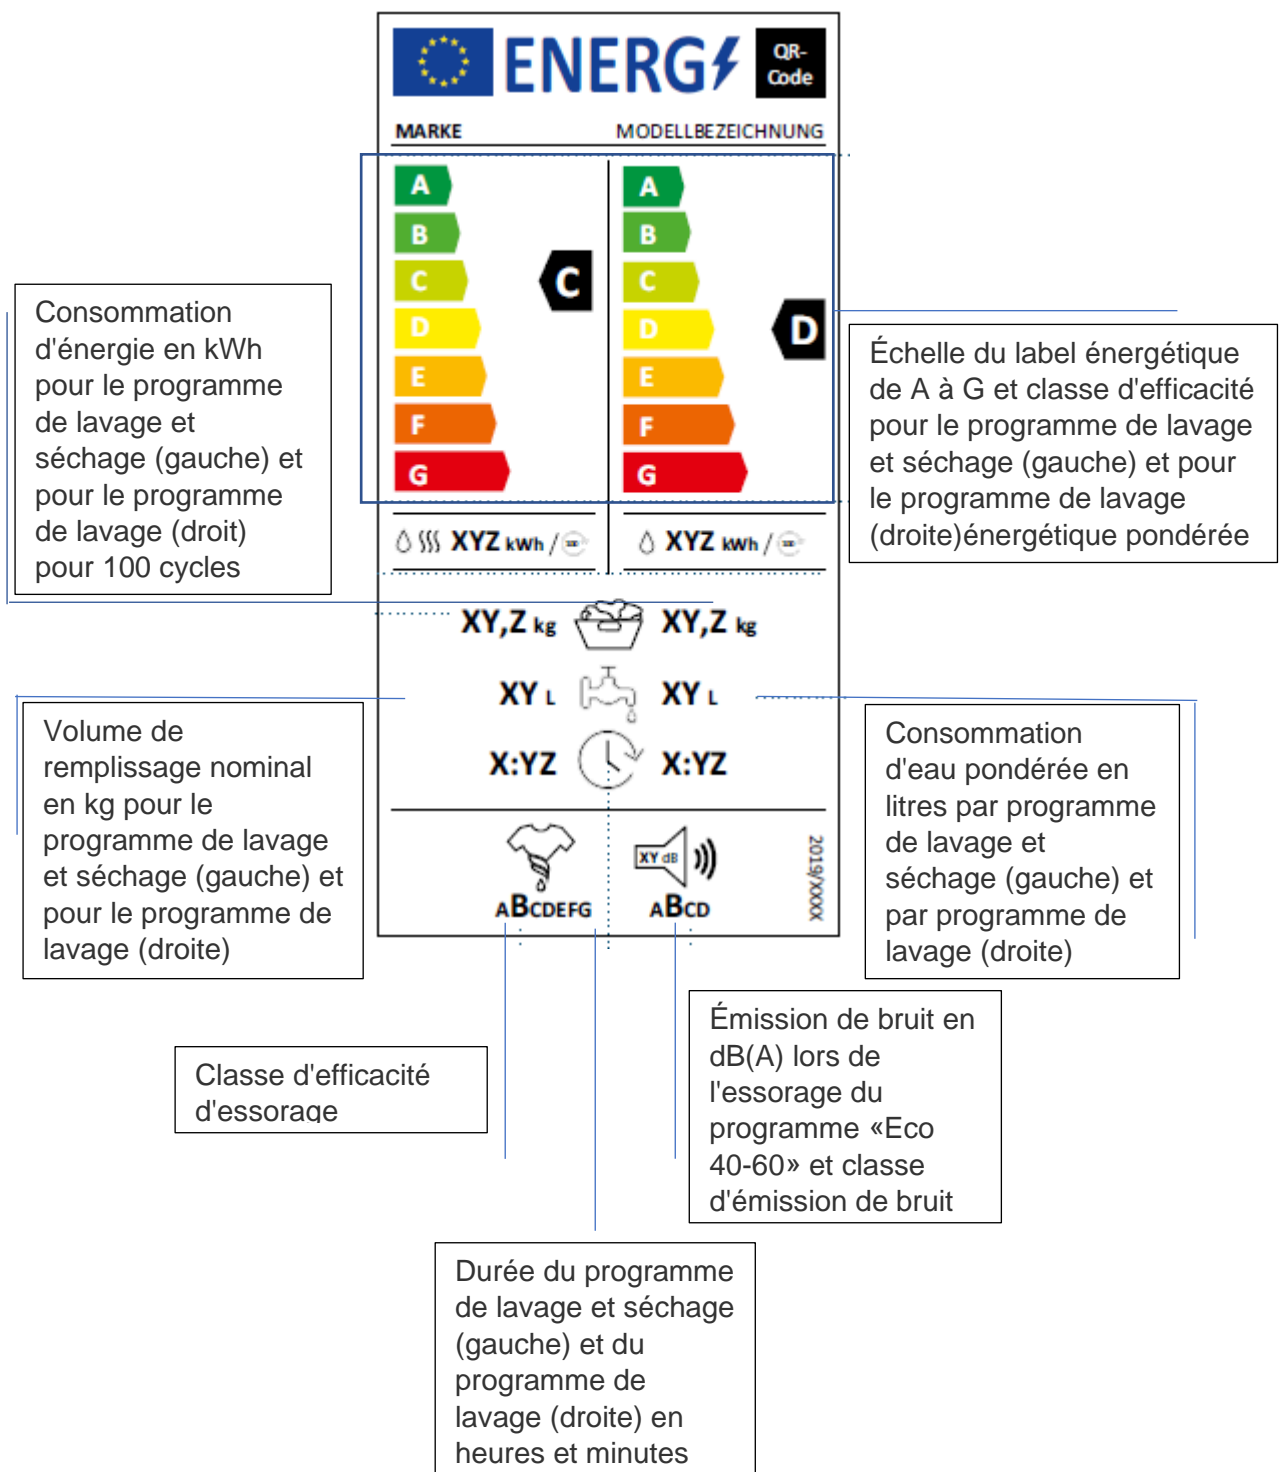 ENERG
QR-
Code
MARKE MODELLBEZEICHNUNG
A A
B B
C C C
D D D
E E
F F
G G
XYZ kWh / 100 XYZ kWh / 100
XY,Z kg XY,Z kg
XY L XY L
X:YZ X:YZ
XY dB
ABCDEFG ABCD
2019/XXXX
Consommation
d'énergie en kWh
pour le programme
de lavage et
séchage (gauche) et
pour le programme
de lavage (droit)
pour 100 cycles
Échelle du label énergétique
de A à G et classe d'efficacité
pour le programme de lavage
et séchage (gauche) et pour
le programme de lavage
(droite)énergétique pondérée
Volume de
remplissage nominal
en kg pour le
programme de lavage
et séchage (gauche) et
pour le programme de
lavage (droite)
Consommation
d'eau pondérée en
litres par programme
de lavage et
séchage (gauche) et
par programme de
lavage (droite)
Classe d'efficacité
d'essorage
Émission de bruit en
dB(A) lors de
l'essorage du
programme «Eco
40-60» et classe
d'émission de bruit
Durée du programme
de lavage et séchage
(gauche) et du
programme de
lavage (droite) en
heures et minutes